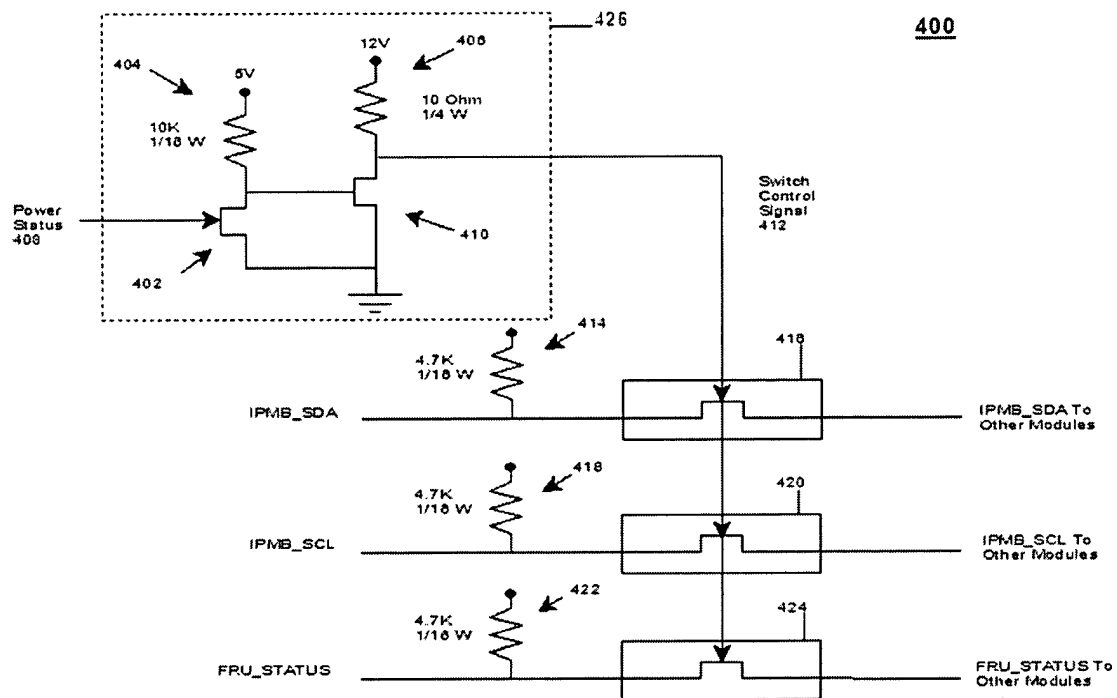 426
400
404
12V
406
5V
10K
1/16 W
10 Ohm
1/4 W
Power
Status
408
402
410
Switch
Control
Signal
412
414
4.7K
1/16 W
416
IPMB_SDA
IPMB_SDA To
Other Modules
418
4.7K
1/16 W
420
IPMB_SCL
IPMB_SCL To
Other Modules
422
4.7K
1/16 W
424
FRU_STATUS
FRU_STATUS To
Other Modules